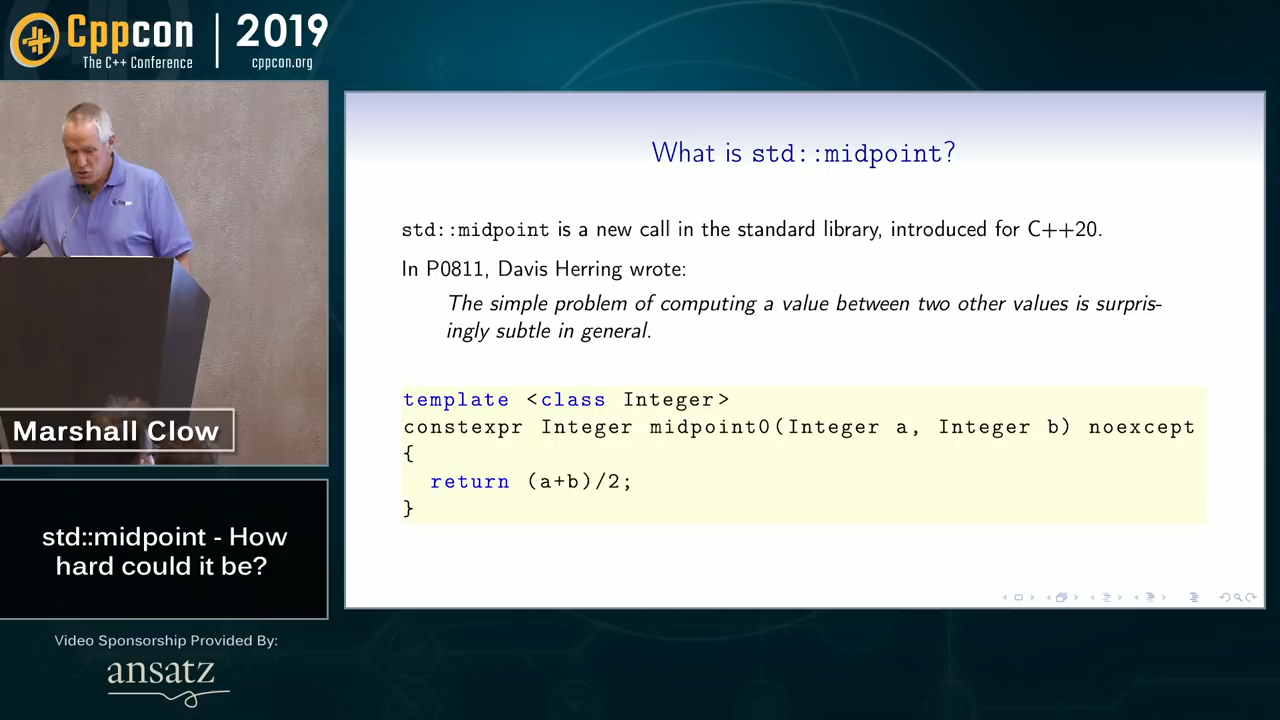 Cppcon | 2019
The C++ Conference cppcon.org
What is std::midpoint?
std::midpoint is a new call in the standard library, introduced for C++20.
In P0811, Davis Herring wrote:
The simple problem of computing a value between two other values is surpris-
ingly subtle in general.
template <class Integer>
constexpr Integer midpoint0(Integer a, Integer b) noexcept
{
return (a+b)/2;
}
Marshall Clow
std::midpoint - How
hard could it be?
Video Sponsorship Provided By:
ansatz